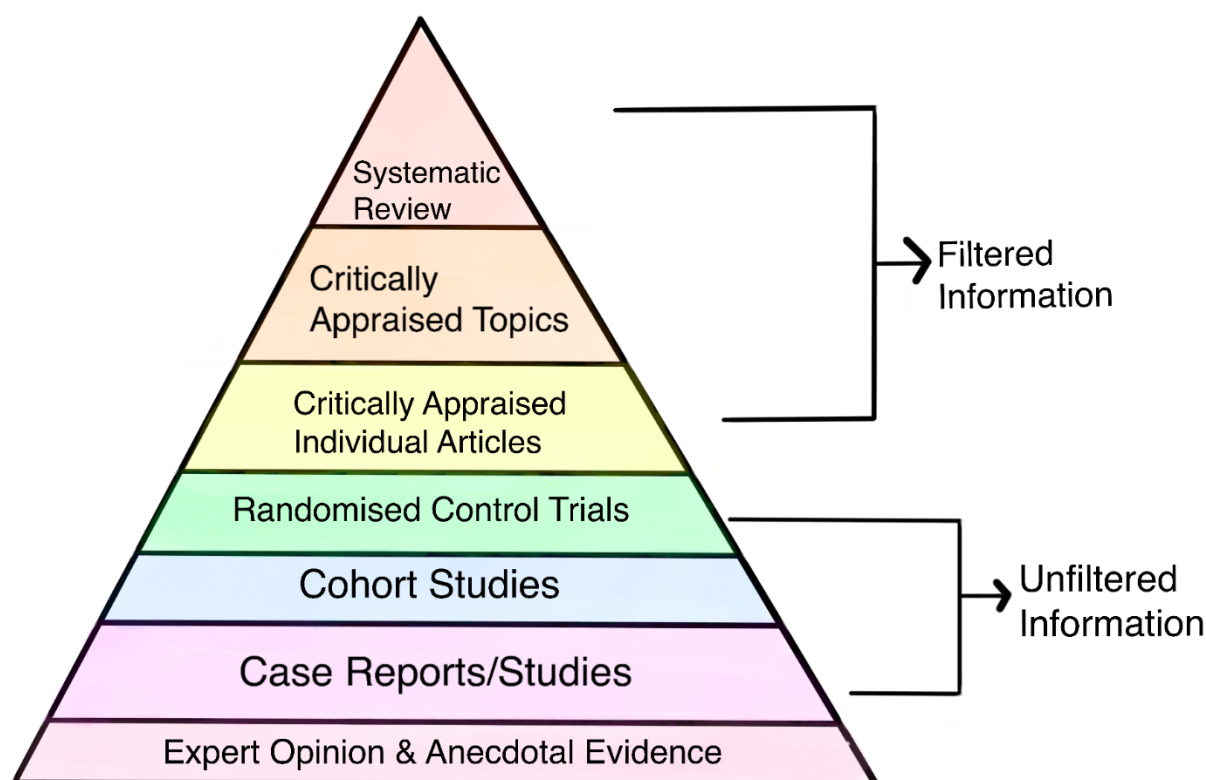 Systematic
Review
Critically
Appraised Topics
Critically Appraised
Individual Articles
Randomised Control Trials
Cohort Studies
Case Reports/Studies
Expert Opinion & Anecdotal Evidence
Filtered
Information
Unfiltered
Information